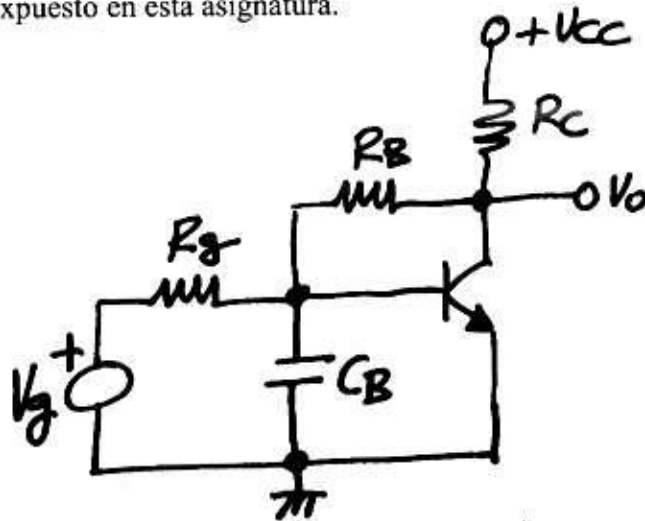 xpuesto en esta asignatura.
+Vcc
Rc
RB
Vo
Rg
+
Vg
CB